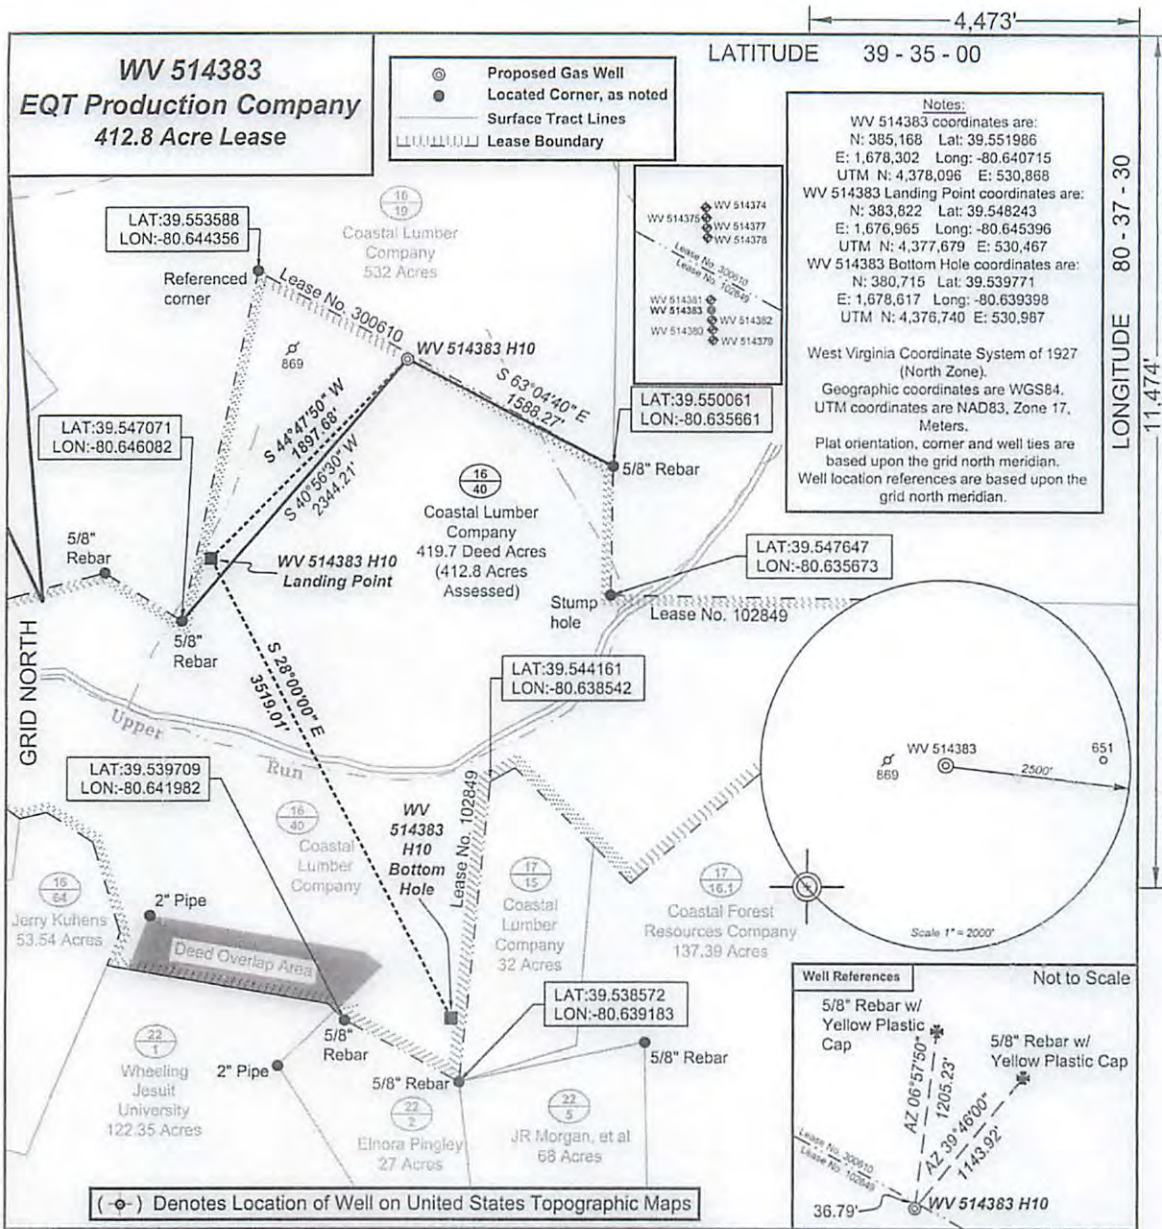 4,473'
LATITUDE 39 - 35 - 00
WV 514383
EQT Production Company
412.8 Acre Lease
Proposed Gas Well
Located Corner, as noted
Surface Tract Lines
Lease Boundary
Notes:
WV 514383 coordinates are:
N: 385,168 Lat: 39.551986
E: 1,678,302 Long: -80.640715
UTM N: 4,378,096 E: 530,868
WV 514383 Landing Point coordinates are:
N: 383,822 Lat: 39.548243
E: 1,676,965 Long: -80.645396
UTM N: 4,377,679 E: 530,467
WV 514383 Bottom Hole coordinates are:
N: 380,715 Lat: 39.539771
E: 1,678,617 Long: -80.639398
UTM N: 4,376,740 E: 530,987
West Virginia Coordinate System of 1927
(North Zone).
Geographic coordinates are WGS84.
UTM coordinates are NAD83, Zone 17,
Meters.
Plat orientation, corner and well ties are
based upon the grid north meridian.
Well location references are based upon the
grid north meridian.
LONGITUDE 80 - 37 - 30
11,474'
WV 514374
WV 514375
WV 514377
WV 514378
Lease No. 300610
Lease No. 102849
WV 514381
WV 514383
WV 514382
WV 514380
WV 514379
LAT:39.553588
LON:-80.644356
16
19
Coastal Lumber
Company
532 Acres
Referenced
corner
Lease No. 300610
869
WV 514383 H10
S 63°04'40" E
1588.27'
LAT:39.550061
LON:-80.635661
5/8" Rebar
LAT:39.547071
LON:-80.646082
S 44°47'50" W
1897.68'
S 40°56'30" W
2344.21'
16
40
Coastal Lumber
Company
419.7 Deed Acres
(412.8 Acres
Assessed)
5/8"
Rebar
WV 514383 H10
Landing Point
LAT:39.547647
LON:-80.635673
Stump
hole
Lease No. 102849
5/8"
Rebar
GRID NORTH
S 28°00'00" E
3519.01'
LAT:39.544161
LON:-80.638542
Upper
Run
LAT:39.539709
LON:-80.641982
16
40
Coastal
Lumber
Company
WV
514383
H10
Bottom
Hole
Lease No. 102849
WV 514383
869
651
2500'
Scale 1" = 2000'
16
64
Jerry Kuhens
53.54 Acres
2" Pipe
Deed Overlap Area
17
15
Coastal
Lumber
Company
32 Acres
17
16.1
Coastal Forest
Resources Company
137.39 Acres
LAT:39.538572
LON:-80.639183
5/8"
Rebar
22
1
Wheeling
Jesuit
University
122.35 Acres
2" Pipe
5/8" Rebar
5/8" Rebar
22
2
Elnora Pingley
27 Acres
22
5
JR Morgan, et al
68 Acres
Well References
Not to Scale
5/8" Rebar w/
Yellow Plastic
Cap
5/8" Rebar w/
Yellow Plastic Cap
AZ 06°57'50"
1205.23'
AZ 39°46'00"
1143.92'
Lease No. 300610
Lease No. 102849
36.79'
WV 514383 H10
( ) Denotes Location of Well on United States Topographic Maps